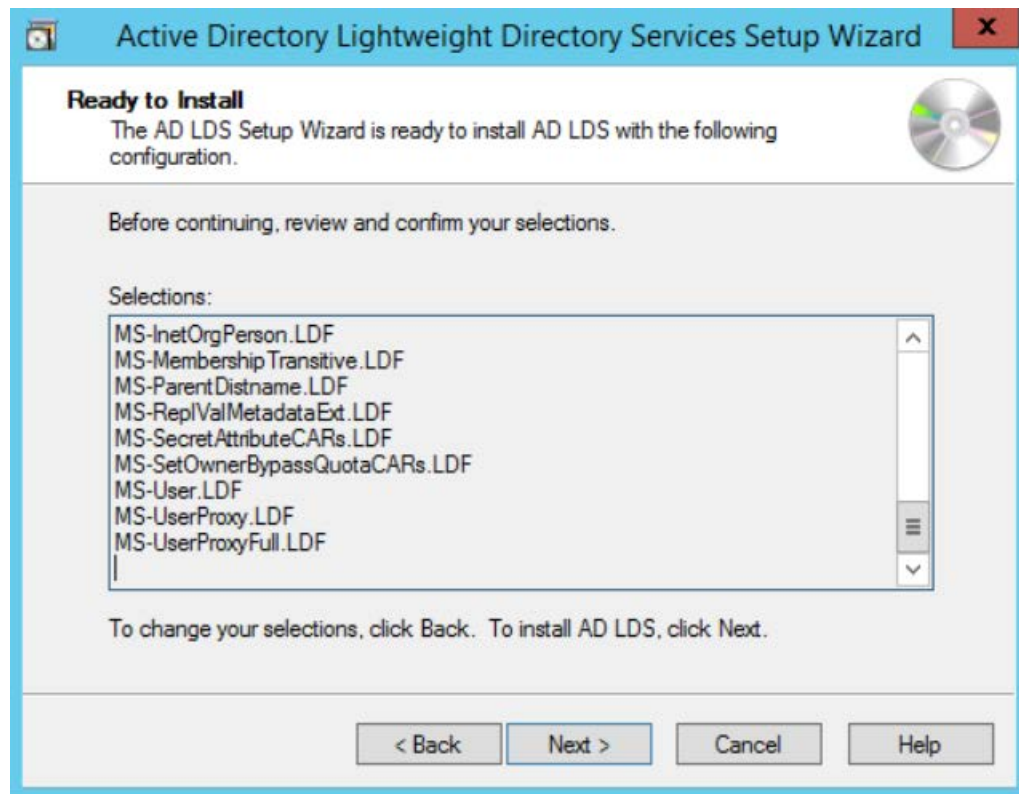 Active Directory Lightweight Directory Services Setup Wizard
Ready to Install
The AD LDS Setup Wizard is ready to install AD LDS with the following
configuration.
Before continuing, review and confirm your selections.
Selections:
MS-InetOrgPerson.LDF
MS-MembershipTransitive.LDF
MS-ParentDistname.LDF
MS-ReplValMetadataExt.LDF
MS-SecretAttributeCARs.LDF
MS-SetOwnerBypassQuotaCARs.LDF
MS-User.LDF
MS-UserProxy.LDF
MS-UserProxyFull.LDF
To change your selections, click Back. To install AD LDS, click Next.
< Back Next > Cancel Help